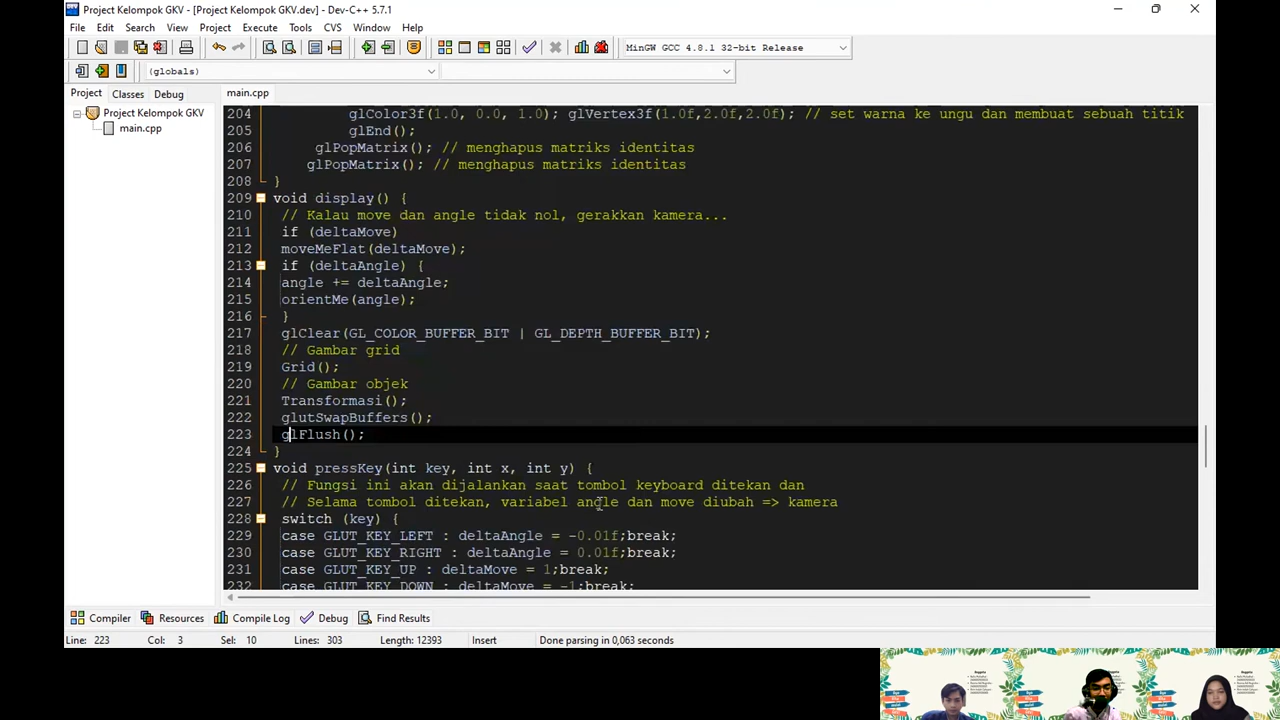 Project Kelompok GKV - [Project Kelompok GKV.dev] - Dev-C++ 5.7.1
File Edit Search View Project Execute Tools CVS Window Help
MinGW GCC 4.8.1 32-bit Release
(globals)
Project Classes Debug
main.cpp
Project Kelompok GKV
main.cpp
204 glColor3f(1.0, 0.0, 1.0); glVertex3f(1.0f,2.0f,2.0f); // set warna ke ungu dan membuat sebuah titik
205 glEnd();
206 glPopMatrix(); // menghapus matriks identitas
207 glPopMatrix(); // menghapus matriks identitas
208 }
209 void display() {
210 // Kalau move dan angle tidak nol, gerakkan kamera...
211 if (deltaMove)
212 moveMeFlat(deltaMove);
213 if (deltaAngle) {
214 angle += deltaAngle;
215 orientMe(angle);
216 }
217 glClear(GL_COLOR_BUFFER_BIT | GL_DEPTH_BUFFER_BIT);
218 // Gambar grid
219 Grid();
220 // Gambar objek
221 Transformasi();
222 glutSwapBuffers();
223 glFlush();
224 }
225 void pressKey(int key, int x, int y) {
226 // Fungsi ini akan dijalankan saat tombol keyboard ditekan dan
227 // Selama tombol ditekan, variabel angle dan move diubah => kamera
228 switch (key) {
229 case GLUT_KEY_LEFT : deltaAngle = -0.01f;break;
230 case GLUT_KEY_RIGHT : deltaAngle = 0.01f;break;
231 case GLUT_KEY_UP : deltaMove = 1;break;
232 case GLUT_KEY_DOWN : deltaMove = -1;break;
Compiler Resources Compile Log Debug Find Results
Line: 223 Col: 3 Sel: 10 Lines: 303 Length: 12393 Insert Done parsing in 0,063 seconds